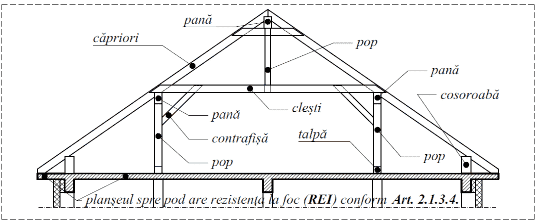 pană
căpriori
pop
pană
cosoroabă
clești
pană
contrafișă
talpă
pop
pop
planșeul spre pod are rezistența la foc (REI) conform Art. 2.1.3.4.